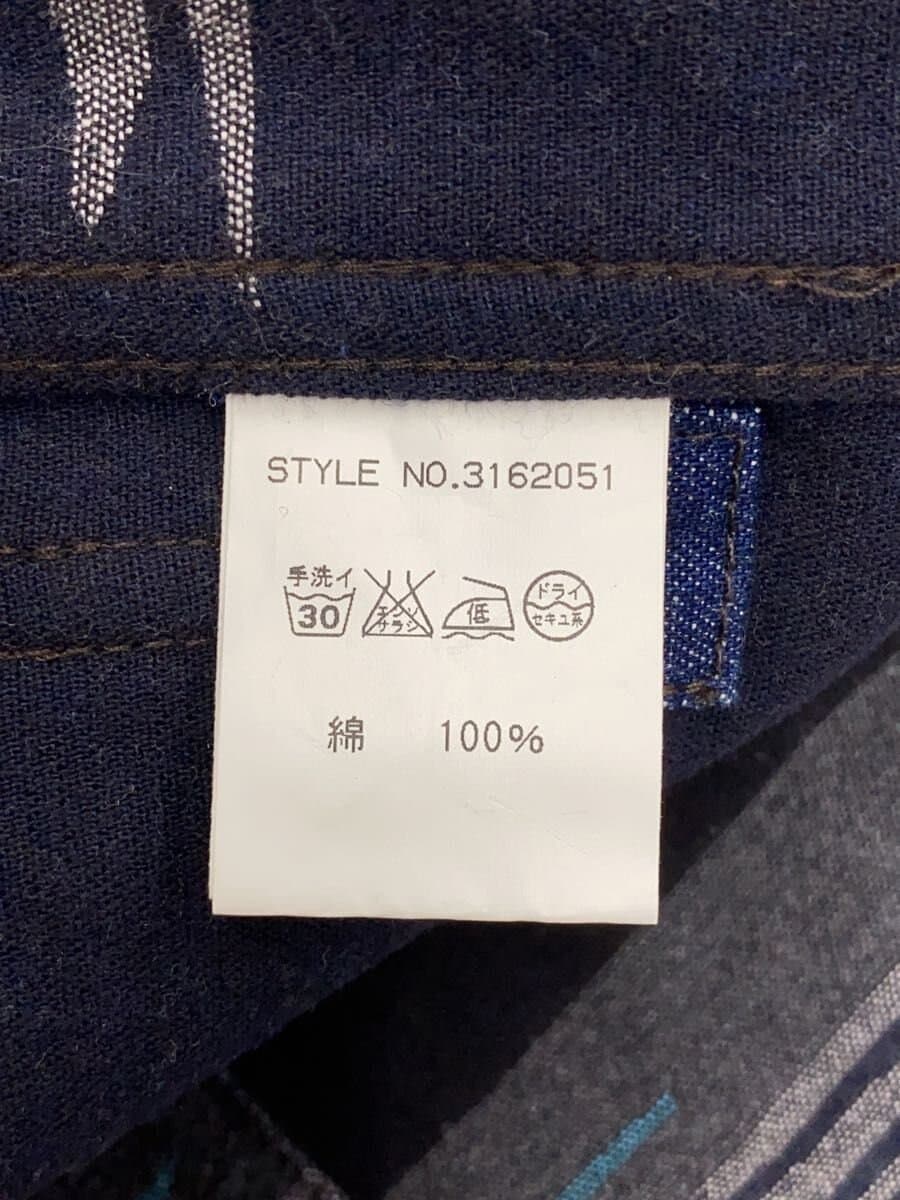 STYLE NO.3162051
手洗イ
30
エンソ
サラシ
低
ドライ
セキユ系
綿 100%